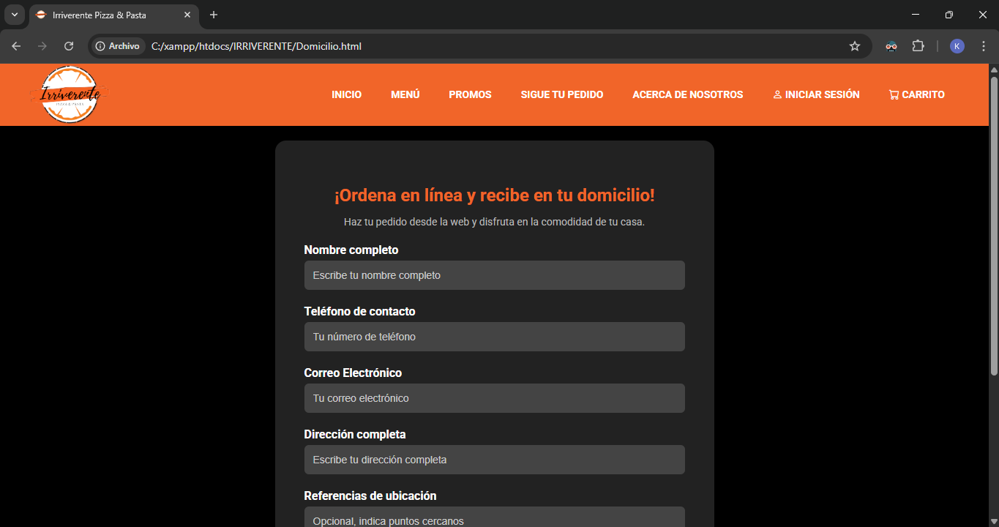 Irriverente Pizza & Pasta
Archivo
C:/xampp/htdocs/IRRIVERENTE/Domicilio.html
K
Irriverente
PIZZA & PASTA
INICIO
MENÚ
PROMOS
SIGUE TU PEDIDO
ACERCA DE NOSOTROS
INICIAR SESIÓN
CARRITO
¡Ordena en línea y recibe en tu domicilio!
Haz tu pedido desde la web y disfruta en la comodidad de tu casa.
Nombre completo
Escribe tu nombre completo
Teléfono de contacto
Tu número de teléfono
Correo Electrónico
Tu correo electrónico
Dirección completa
Escribe tu dirección completa
Referencias de ubicación
Opcional, indica puntos cercanos